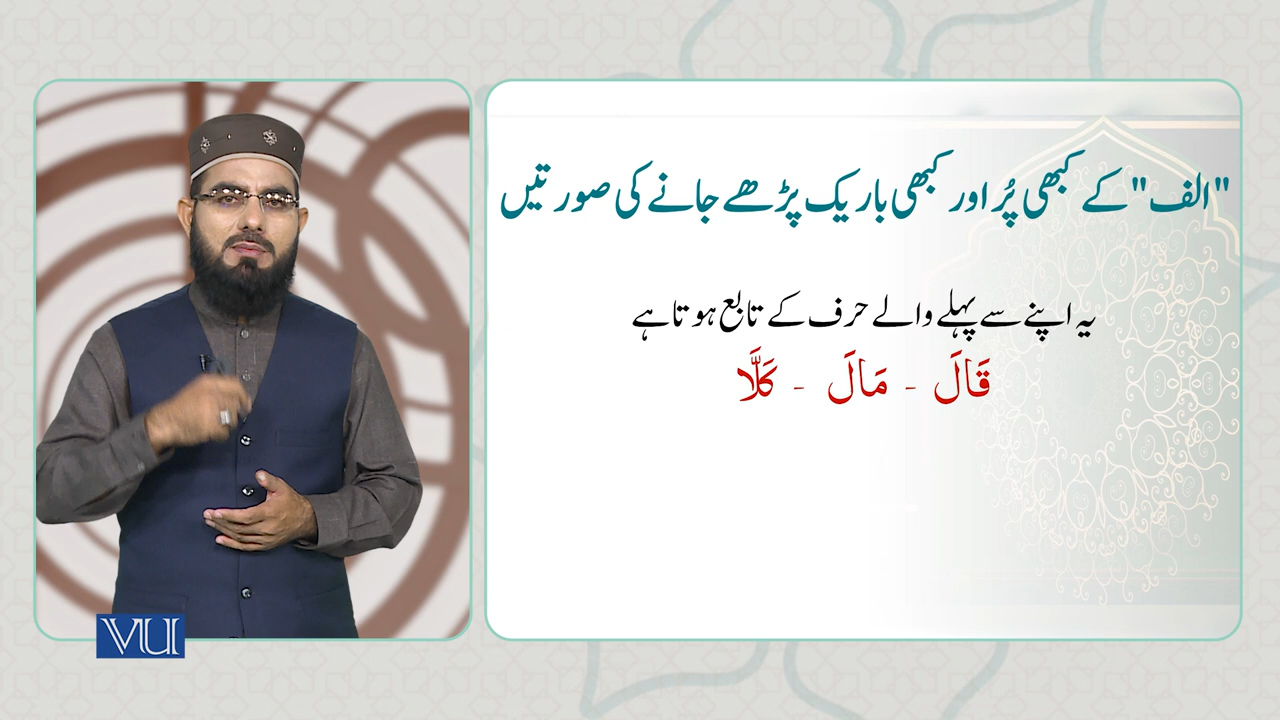 "الف" کے کبھی پُر اور کبھی باریک پڑھے جانے کی صورتیں
یہ اپنے سے پہلے والے حرف کے تابع ہوتا ہے
قَالَ - مَالَ - كَلَّا
VU